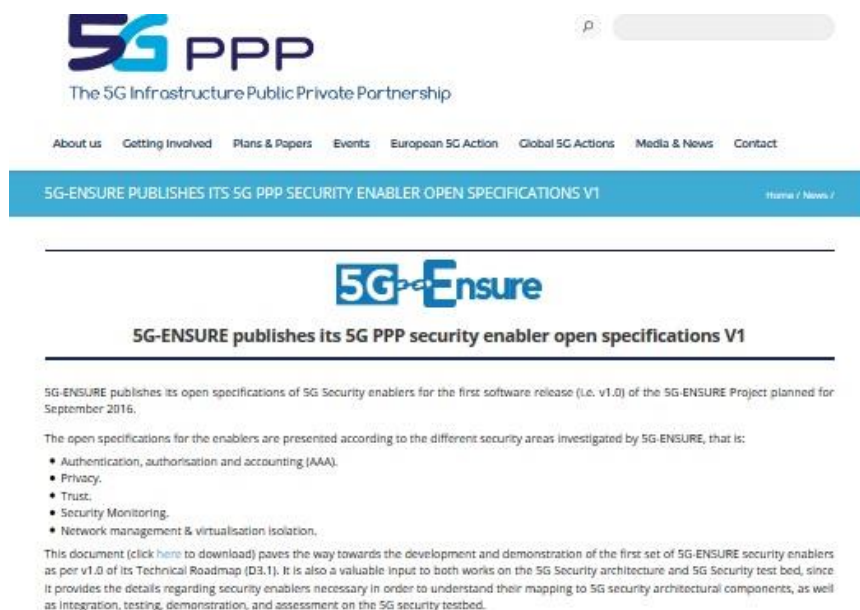 5G PPP
The 5G Infrastructure Public Private Partnership
About us Getting Involved Plans & Papers Events European 5G Action Global 5G Actions Media & News Contact
5G-ENSURE PUBLISHES ITS 5G PPP SECURITY ENABLER OPEN SPECIFICATIONS V1 Home / News /
5G Ensure
5G-ENSURE publishes its 5G PPP security enabler open specifications V1
5G-ENSURE publishes its open specifications of 5G Security enablers for the first software release (i.e. v1.0) of the 5G-ENSURE Project planned for
September 2016.
The open specifications for the enablers are presented according to the different security areas investigated by 5G-ENSURE, that is:
• Authentication, authorisation and accounting (AAA).
• Privacy.
• Trust.
• Security Monitoring.
• Network management & virtualisation isolation.
This document (click here to download) paves the way towards the development and demonstration of the first set of 5G-ENSURE security enablers
as per v1.0 of its Technical Roadmap (D3.1). It is also a valuable input to both works on the 5G Security architecture and 5G Security test bed, since
it provides the details regarding security enablers necessary in order to understand their mapping to 5G security architectural components, as well
as integration, testing, demonstration, and assessment on the 5G security testbed.